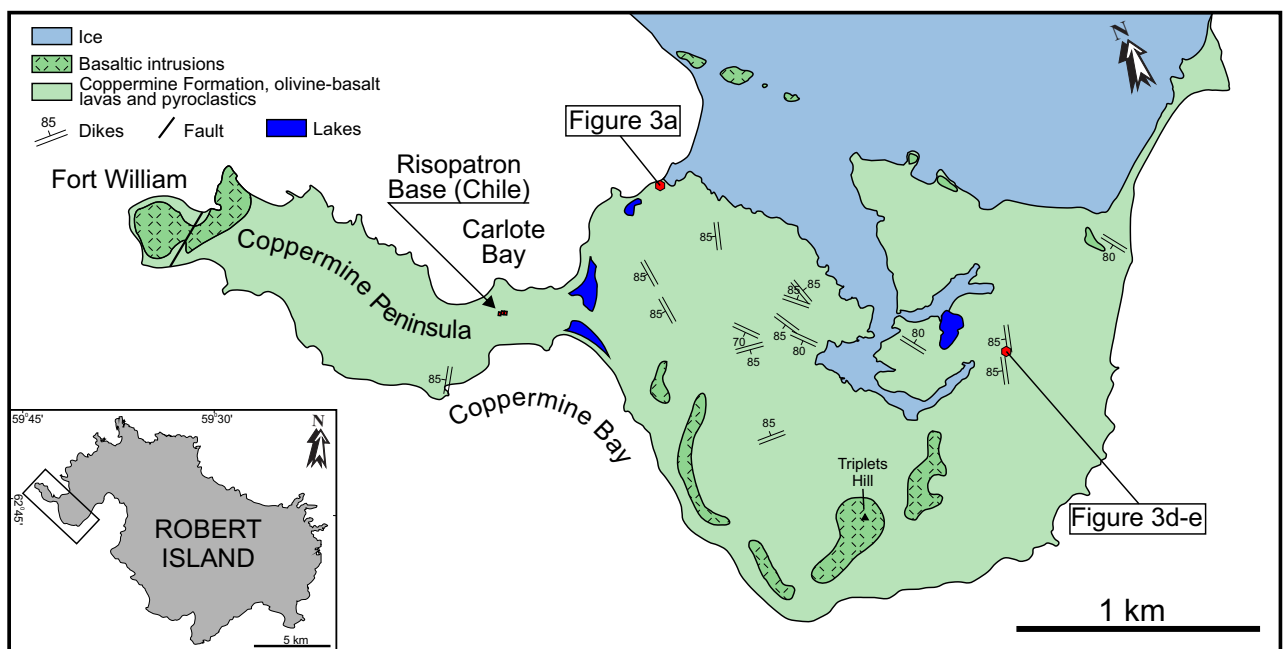 Ice
Basaltic intrusions
Coppermine Formation, olivine-basalt
lavas and pyroclastics
85
Dikes
Fault
Lakes
N
Figure 3a
Fort William
Risopatron
Base (Chile)
Carlote
Bay
Coppermine Peninsula
Coppermine Bay
85
85
85
85
85
85
70
85
85
80
85
80
80
85
85
Triplets
Hill
Figure 3d-e
1 km
59°45'
59°30'
N
62°45'
ROBERT
ISLAND
5 km